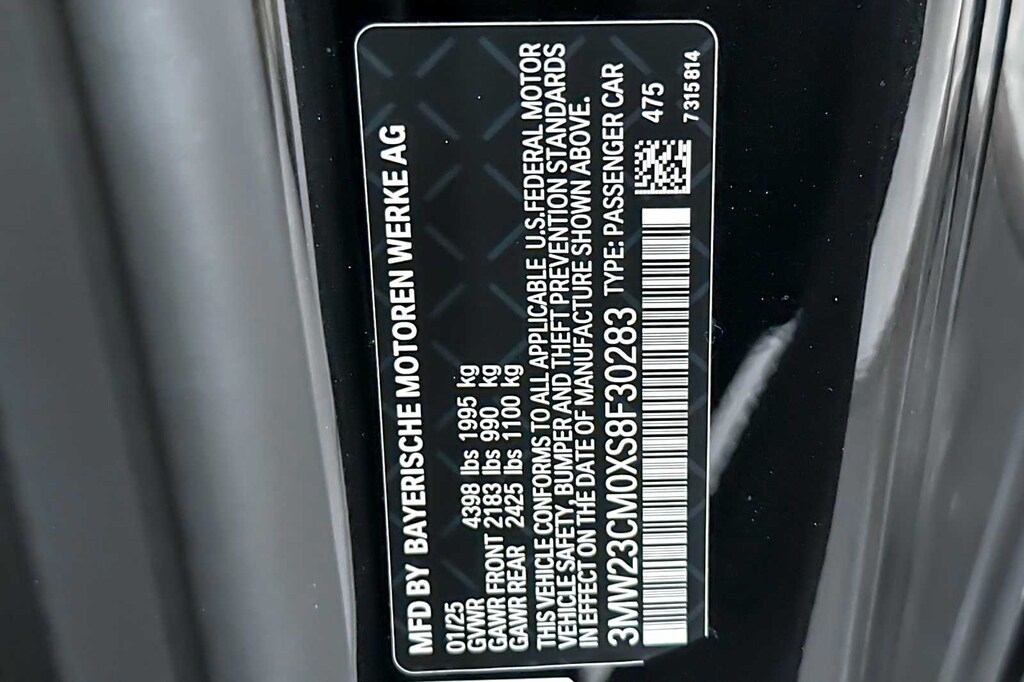 MFD BY BAYERISCHE MOTOREN WERKE AG
01/25
GVWR 4398 lbs 1995 kg
GAWR FRONT 2183 lbs 990 kg
GAWR REAR 2425 lbs 1100 kg
THIS VEHICLE CONFORMS TO ALL APPLICABLE U.S.FEDERAL MOTOR
VEHICLE SAFETY, BUMPER AND THEFT PREVENTION STANDARDS
IN EFFECT ON THE DATE OF MANUFACTURE SHOWN ABOVE.
3MW23CM0XS8F30283 TYPE: PASSENGER CAR
475
7315814